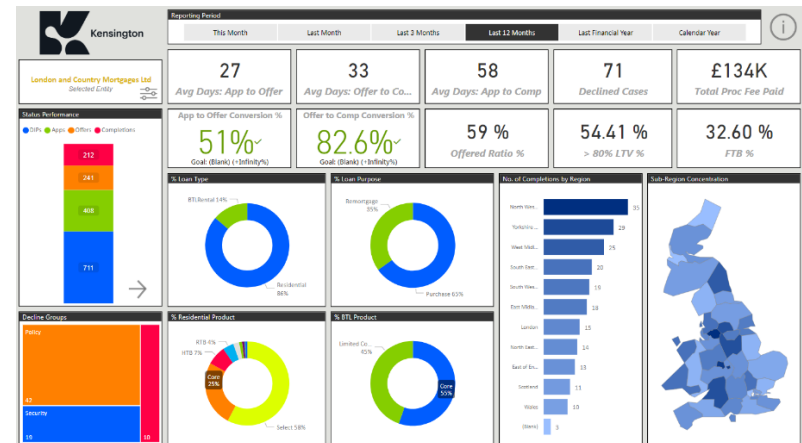 Kensington
Reporting Period
This Month
Last Month
Last 3 Months
Last 12 Months
Last Financial Year
Calendar Year
i
London and Country Mortgages Ltd
Selected Entity
27
Avg Days: App to Offer
33
Avg Days: Offer to Co...
58
Avg Days: App to Comp
71
Declined Cases
£134K
Total Proc Fee Paid
App to Offer Conversion %
51%
Goal: (Blank) (+Infinity%)
Offer to Comp Conversion %
82.6%
Goal: (Blank) (+Infinity%)
59 %
Offered Ratio %
54.41 %
> 80% LTV %
32.60 %
FTB %
Status Performance
DIPs Apps Offers Completions
212
241
408
711
% Loan Type
BTL/Rental 14%
Residential
86%
% Loan Purpose
Remortgage
35%
Purchase 65%
No. of Completions by Region
North Wes...
35
Yorkshire...
29
West Midl...
25
South East...
20
South Wes...
19
East Midla...
18
London
15
North East...
14
East of En...
Scotland
11
Wales
10
(Blank)
Sub-Region Concentration
Decline Groups
Policy
Security
19
10
% Residential Product
RTB 4%
HTB 7%
Core
25%
Select 58%
% BTL Product
Limited Co...
45%
Core
55%